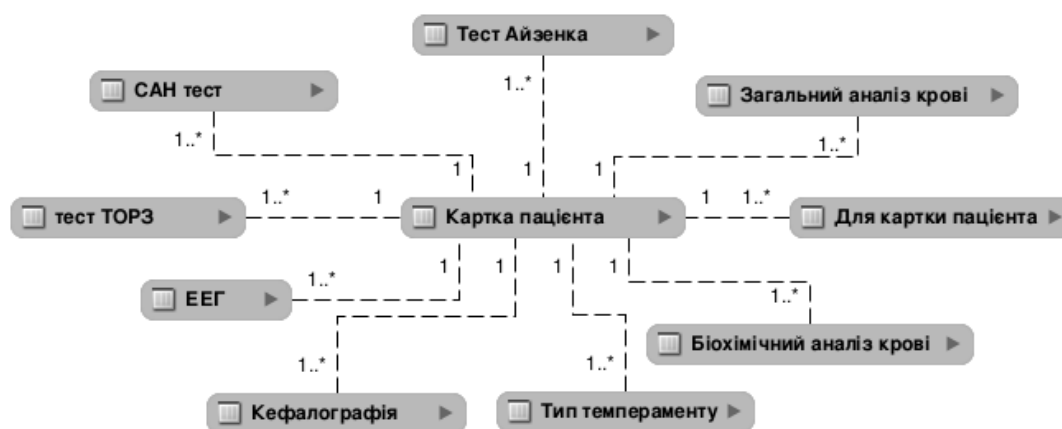 Тест Айзенка
1..*
САН тест
1..*
Загальний аналіз крові
1..*
1
1
1
тест ТОРЗ
1..*
1
Картка пацієнта
1
1..*
Для картки пацієнта
1
1
1
1
ЕЕГ
1..*
1..*
Біохімічний аналіз крові
1..*
1..*
Кефалографія
Тип темпераменту